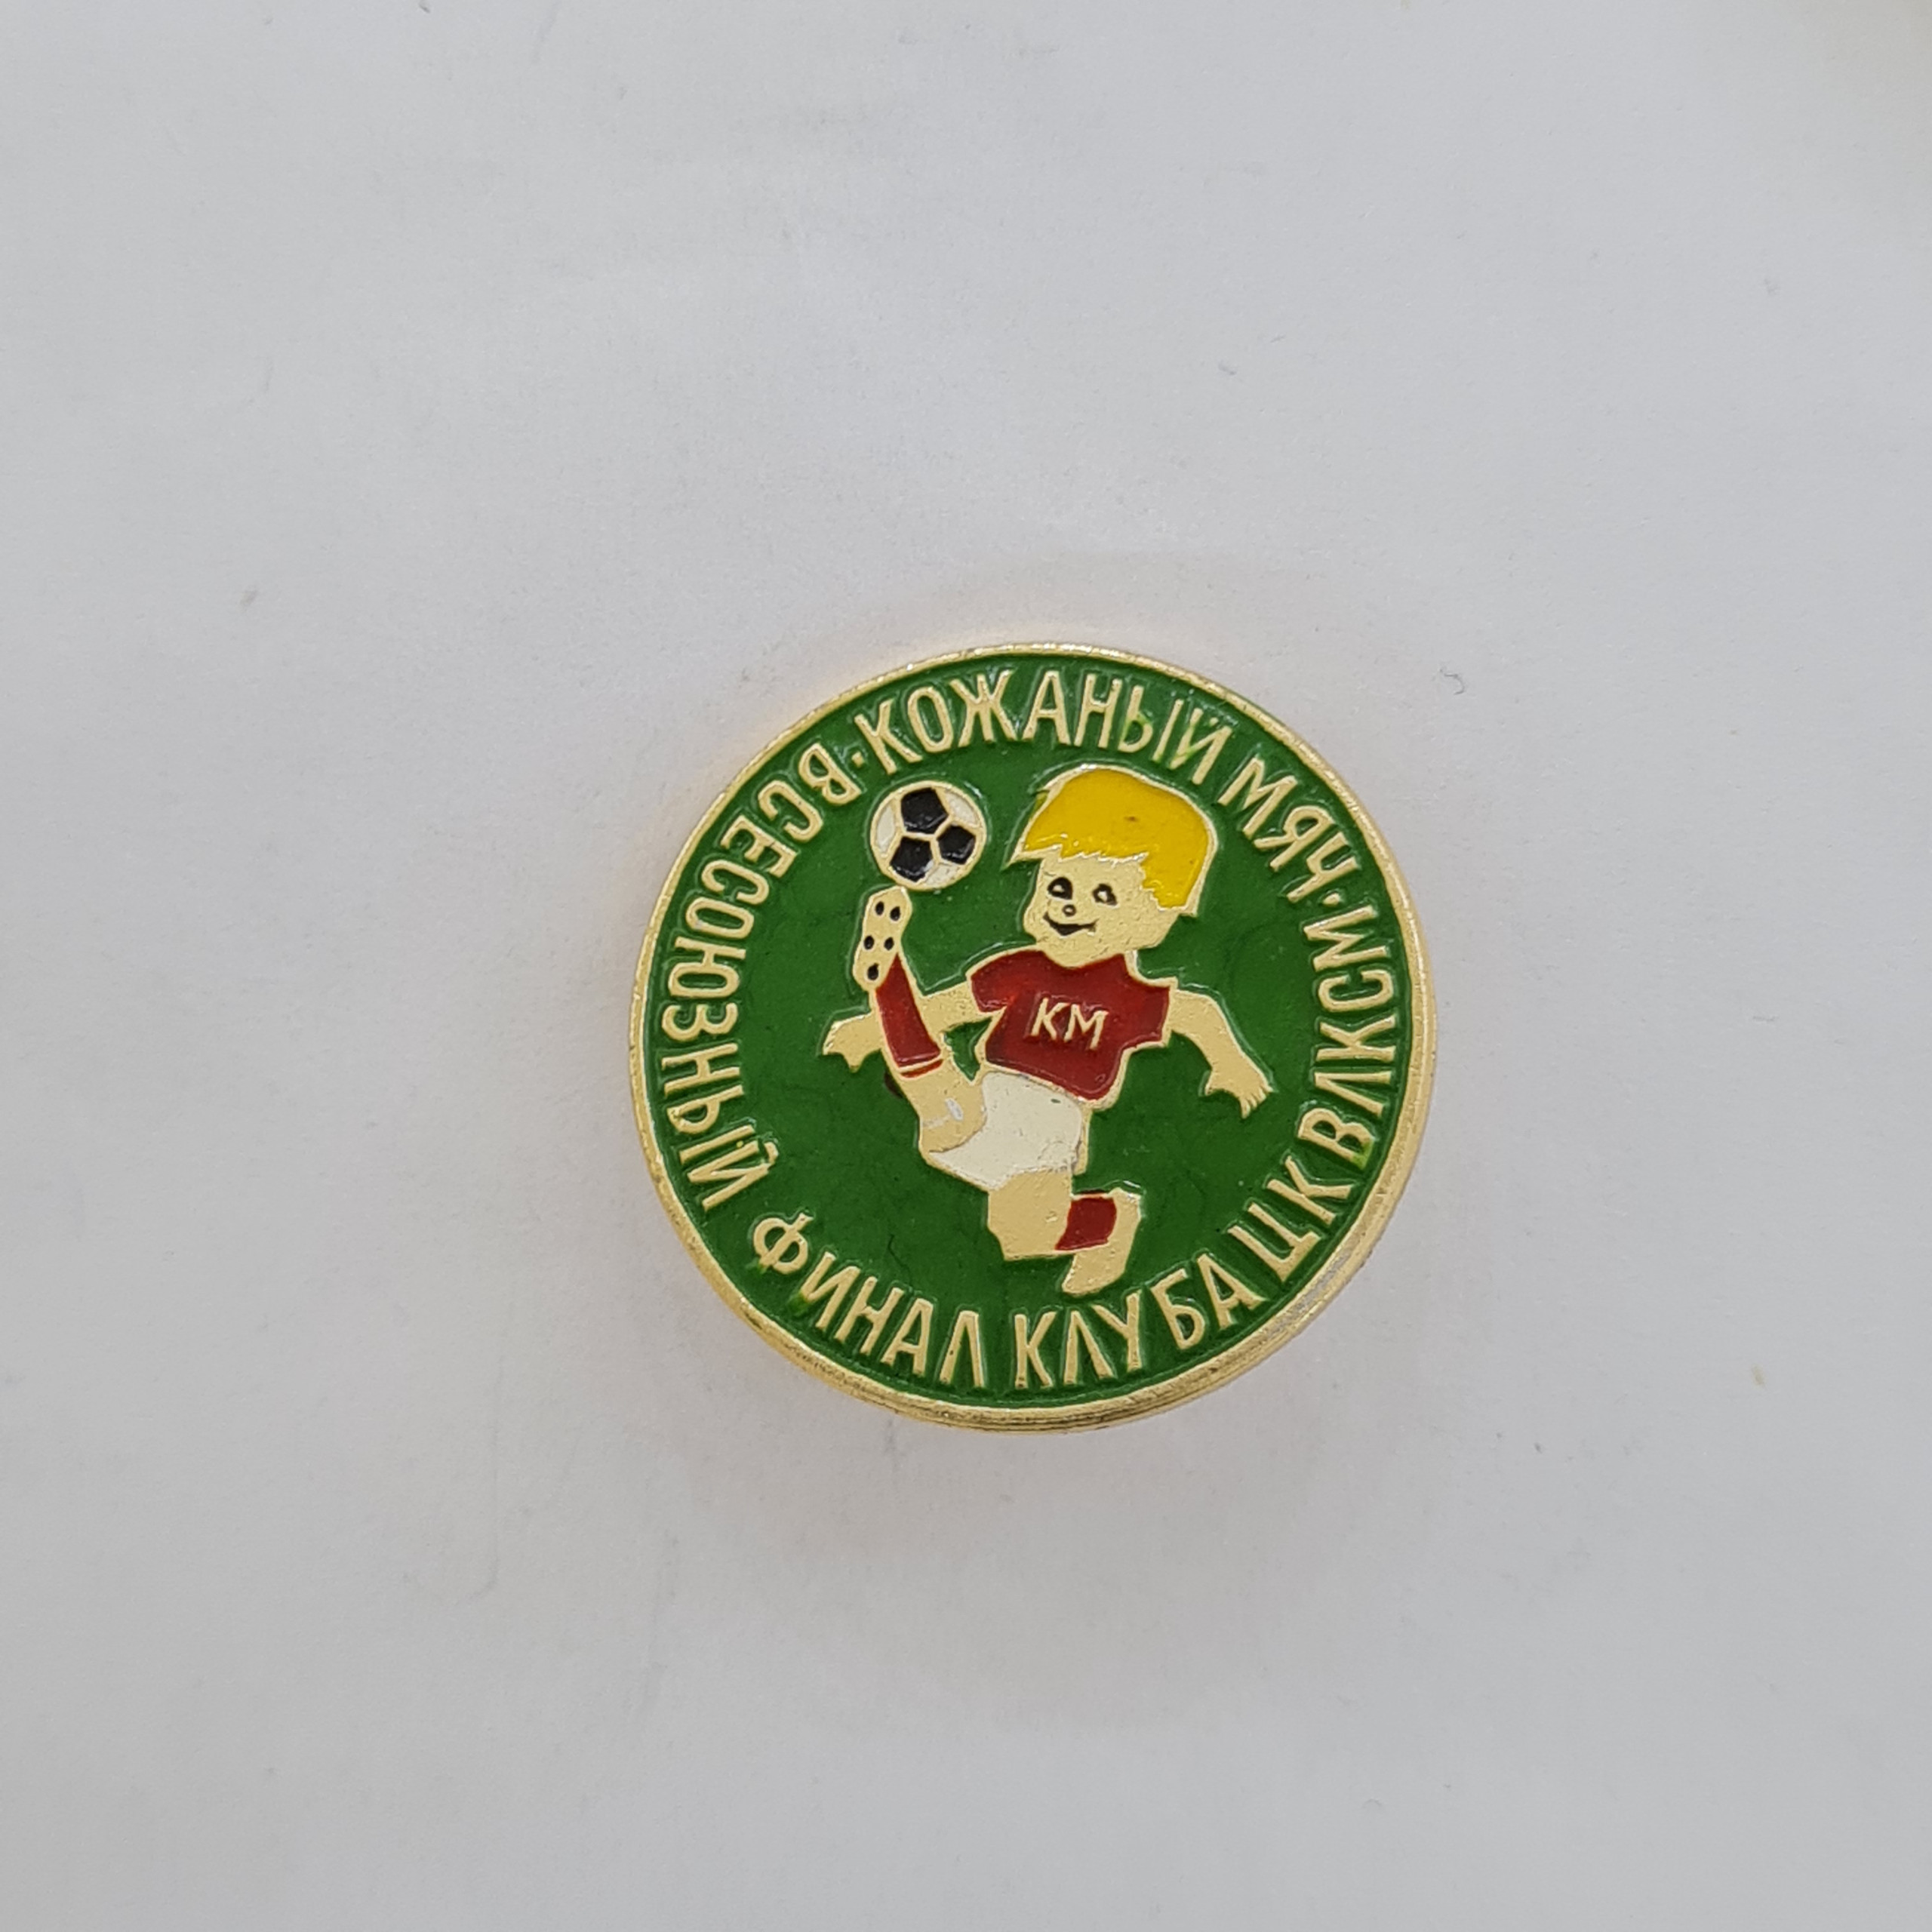 ВСЕСОЮЗНЫЙ ФИНАЛ КЛУБА ЦК ВЛКСМ
·КОЖАНЫЙ МЯЧ·
КМ